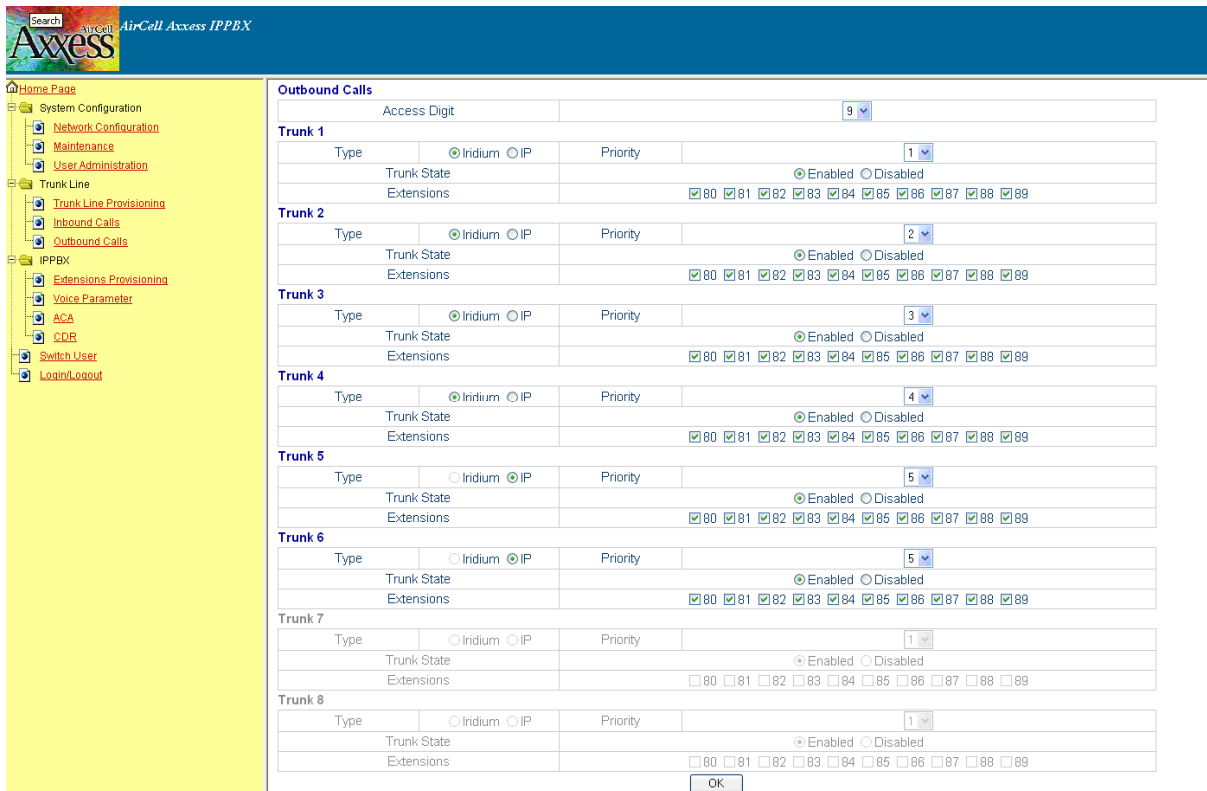 Search
AirCell
Axxess
AirCell Axxess IPPBX
Home Page
System Configuration
Network Configuration
Maintenance
User Administration
Trunk Line
Trunk Line Provisioning
Inbound Calls
Outbound Calls
IPPBX
Extensions Provisioning
Voice Parameter
ACA
CDR
Switch User
Login/Logout
Outbound Calls
Access Digit 9
Trunk 1
Type Iridium IP Priority 1
Trunk State Enabled Disabled
Extensions 80 81 82 83 84 85 86 87 88 89
Trunk 2
Type Iridium IP Priority 2
Trunk State Enabled Disabled
Extensions 80 81 82 83 84 85 86 87 88 89
Trunk 3
Type Iridium IP Priority 3
Trunk State Enabled Disabled
Extensions 80 81 82 83 84 85 86 87 88 89
Trunk 4
Type Iridium IP Priority 4
Trunk State Enabled Disabled
Extensions 80 81 82 83 84 85 86 87 88 89
Trunk 5
Type Iridium IP Priority 5
Trunk State Enabled Disabled
Extensions 80 81 82 83 84 85 86 87 88 89
Trunk 6
Type Iridium IP Priority 5
Trunk State Enabled Disabled
Extensions 80 81 82 83 84 85 86 87 88 89
Trunk 7
Type Iridium IP Priority 1
Trunk State Enabled Disabled
Extensions 80 81 82 83 84 85 86 87 88 89
Trunk 8
Type Iridium IP Priority 1
Trunk State Enabled Disabled
Extensions 80 81 82 83 84 85 86 87 88 89
OK